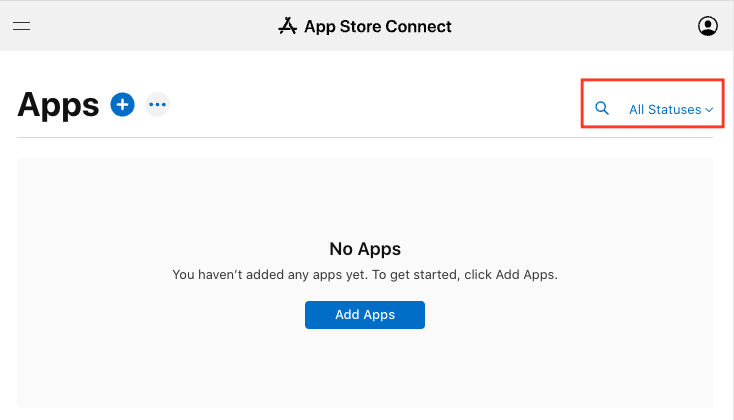 App Store Connect
Apps
All Statuses
No Apps
You haven’t added any apps yet. To get started, click Add Apps.
Add Apps